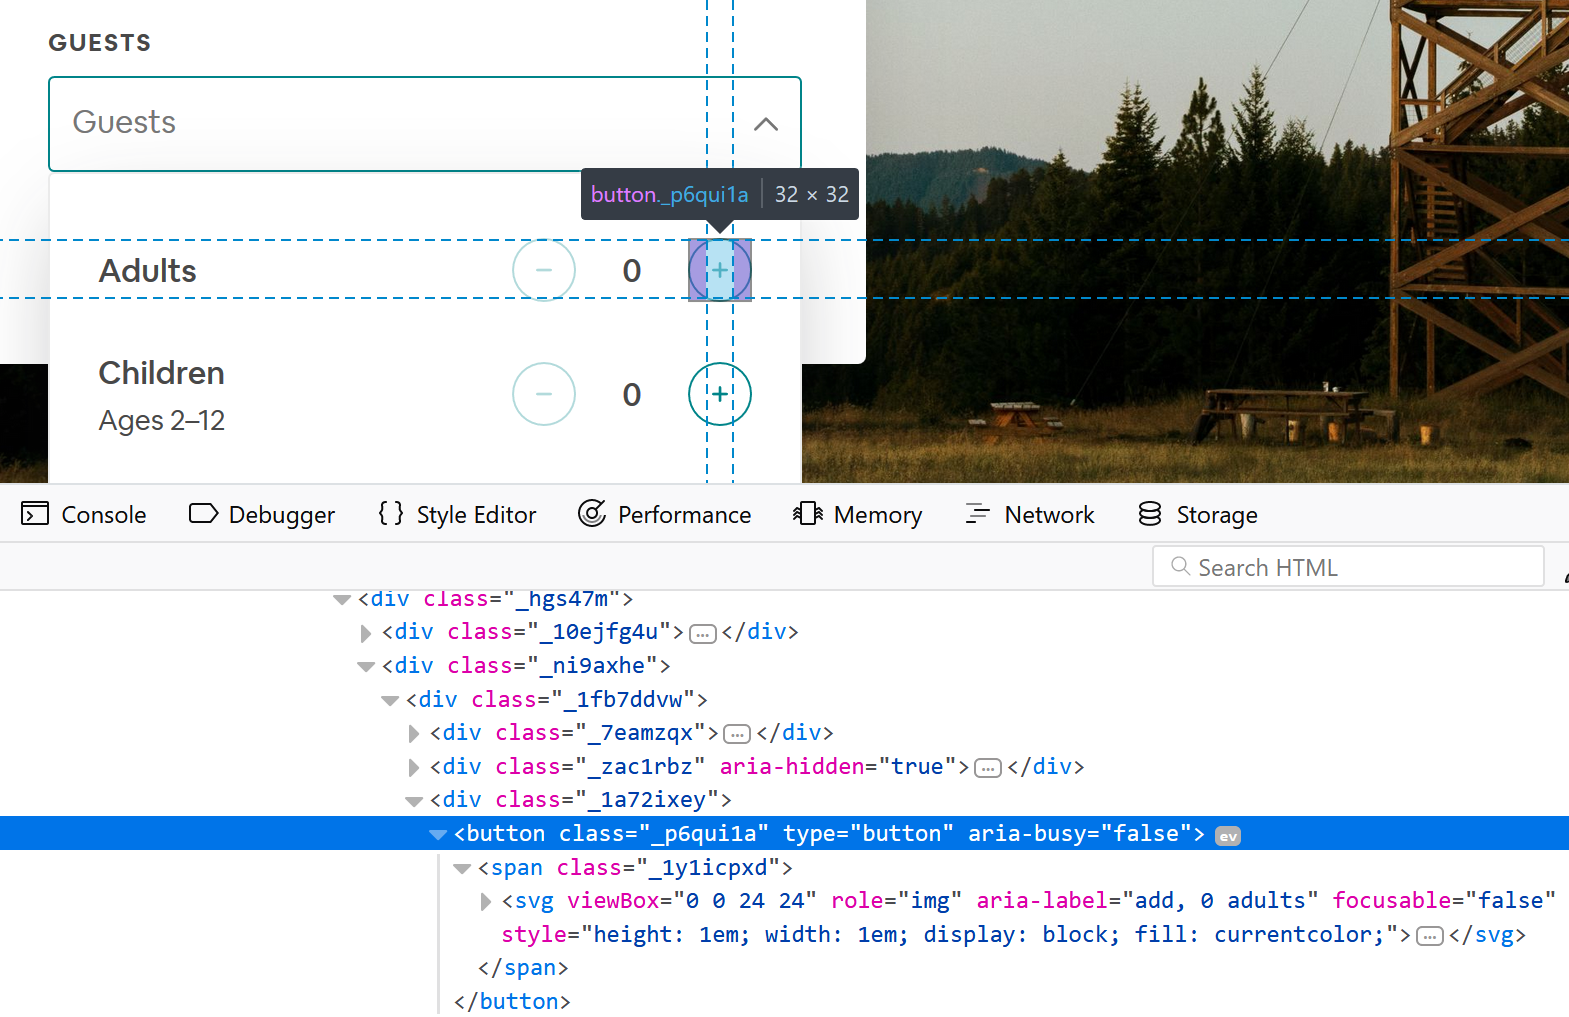 GUESTS
Guests
button._p6qui1a 32 × 32
Adults − 0 +
Children
Ages 2–12
− 0 +
Console Debugger { } Style Editor Performance Memory Network Storage
Search HTML
<div class="_hgs47m">
<div class="_10ejfg4u">…</div>
<div class="_ni9axhe">
<div class="_1fb7ddvw">
<div class="_7eamzqx">…</div>
<div class="_zac1rbz" aria-hidden="true">…</div>
<div class="_1a72ixey">
<button class="_p6qui1a" type="button" aria-busy="false"> ev
<span class="_1y1icpxd">
<svg viewBox="0 0 24 24" role="img" aria-label="add, 0 adults" focusable="false"
style="height: 1em; width: 1em; display: block; fill: currentcolor;">…</svg>
</span>
</button>